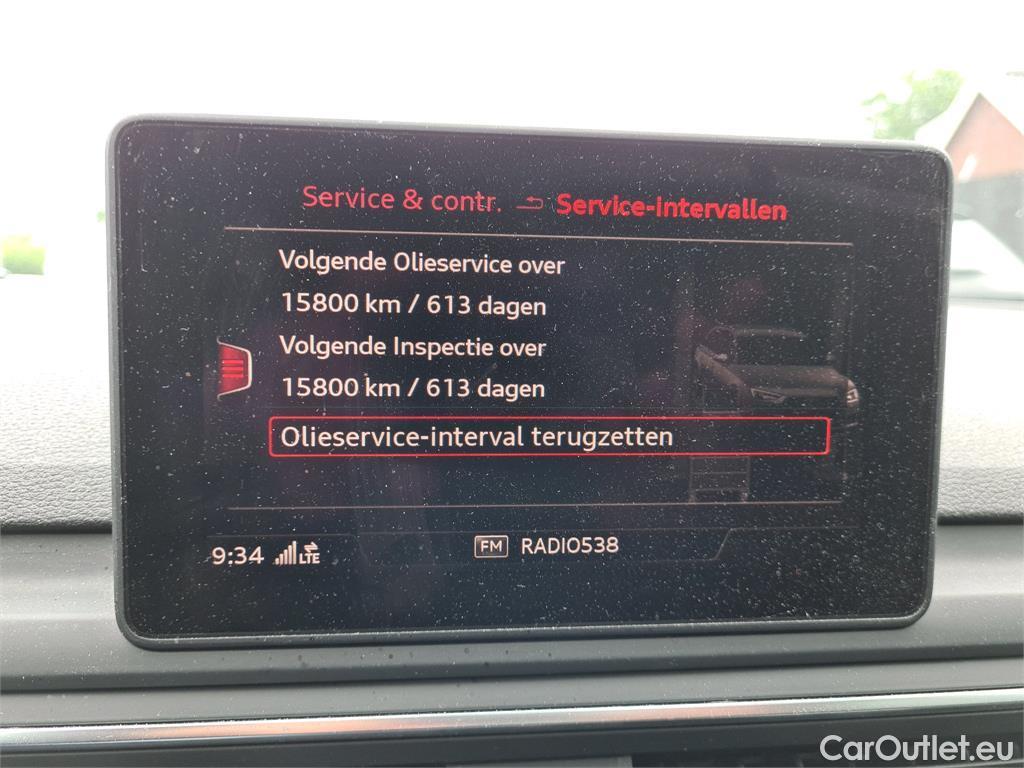 Service & contr. Service-intervallen
Volgende Olieservice over
15800 km / 613 dagen
Volgende Inspectie over
15800 km / 613 dagen
Olieservice-interval terugzetten
9:34 LTE FM RADIO538
CarOutlet.eu